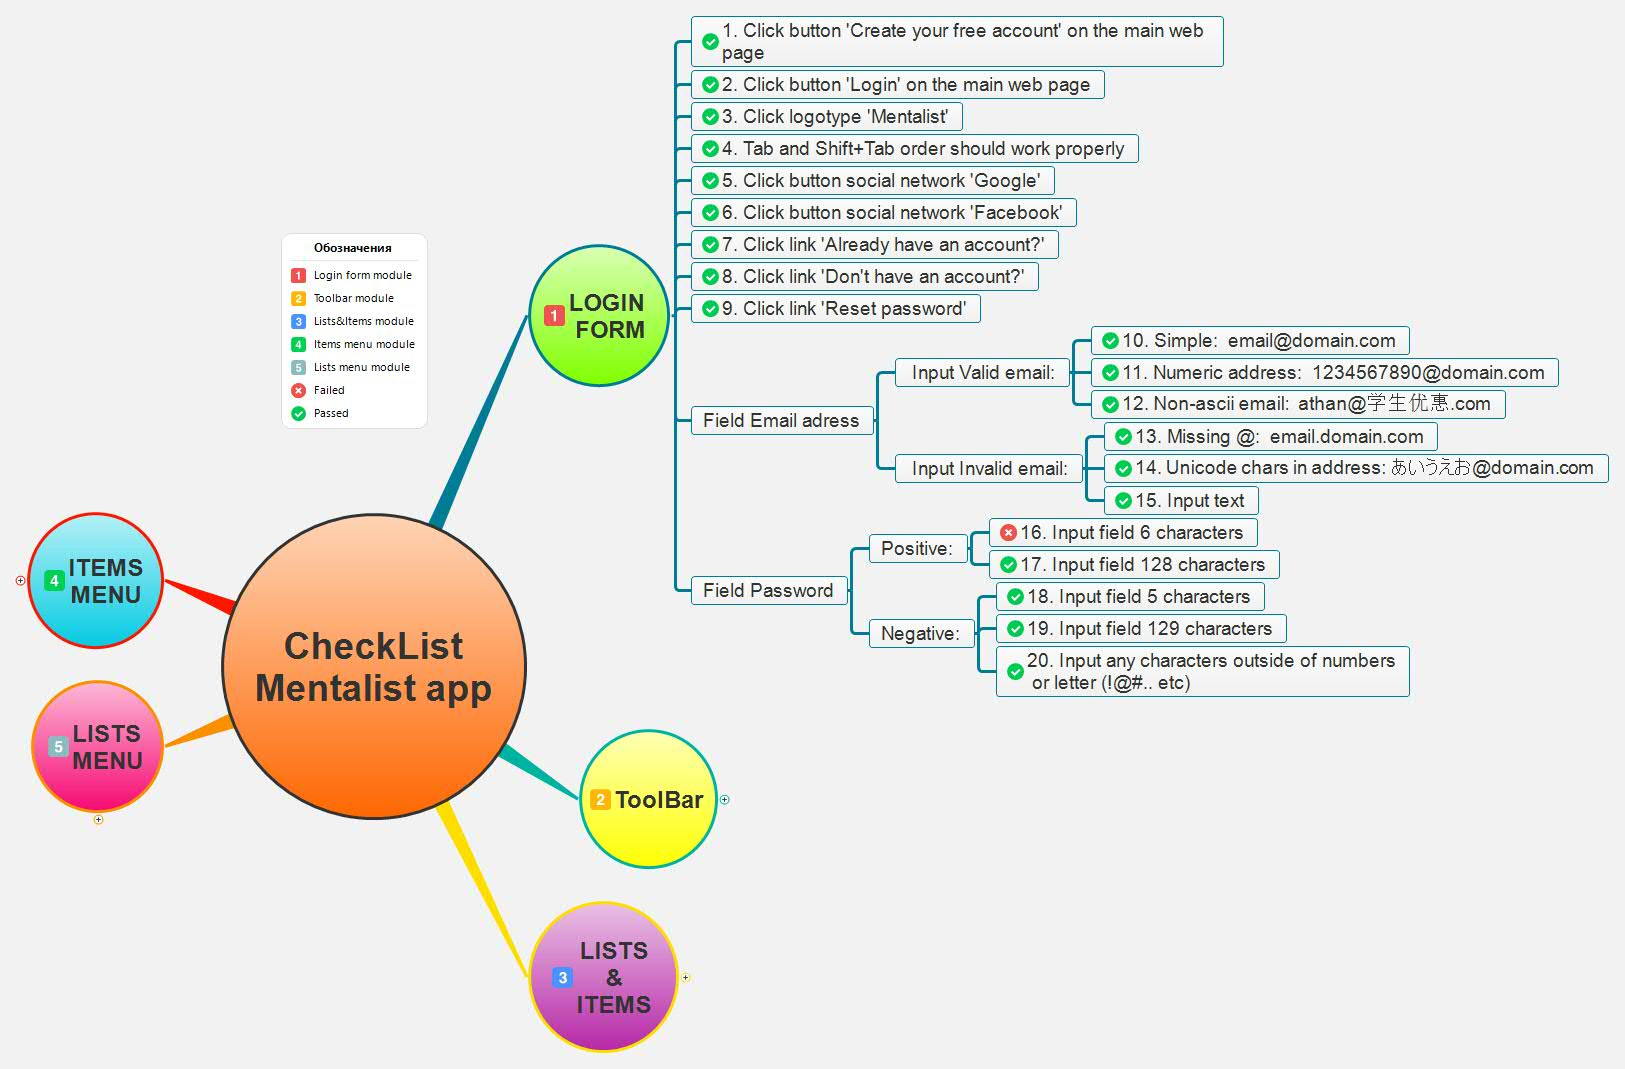 1. Click button 'Create your free account' on the main web
page
2. Click button 'Login' on the main web page
3. Click logotype 'Mentalist'
4. Tab and Shift+Tab order should work properly
5. Click button social network 'Google'
6. Click button social network 'Facebook'
7. Click link 'Already have an account?'
8. Click link 'Don't have an account?'
9. Click link 'Reset password'
Обозначения
1 Login form module
2 Toolbar module
3 Lists&Items module
4 Items menu module
5 Lists menu module
Failed
Passed
1 LOGIN
FORM
Field Email adress
Input Valid email:
10. Simple:  email@domain.com
11. Numeric address:  1234567890@domain.com
12. Non-ascii email:  athan@学生优惠.com
Input Invalid email:
13. Missing @:  email.domain.com
14. Unicode chars in address: あいうえお@domain.com
15. Input text
Field Password
Positive:
16. Input field 6 characters
17. Input field 128 characters
Negative:
18. Input field 5 characters
19. Input field 129 characters
20. Input any characters outside of numbers
or letter (!@#.. etc)
4 ITEMS
MENU
CheckList
Mentalist app
5 LISTS
MENU
2 ToolBar
LISTS
3 &
ITEMS